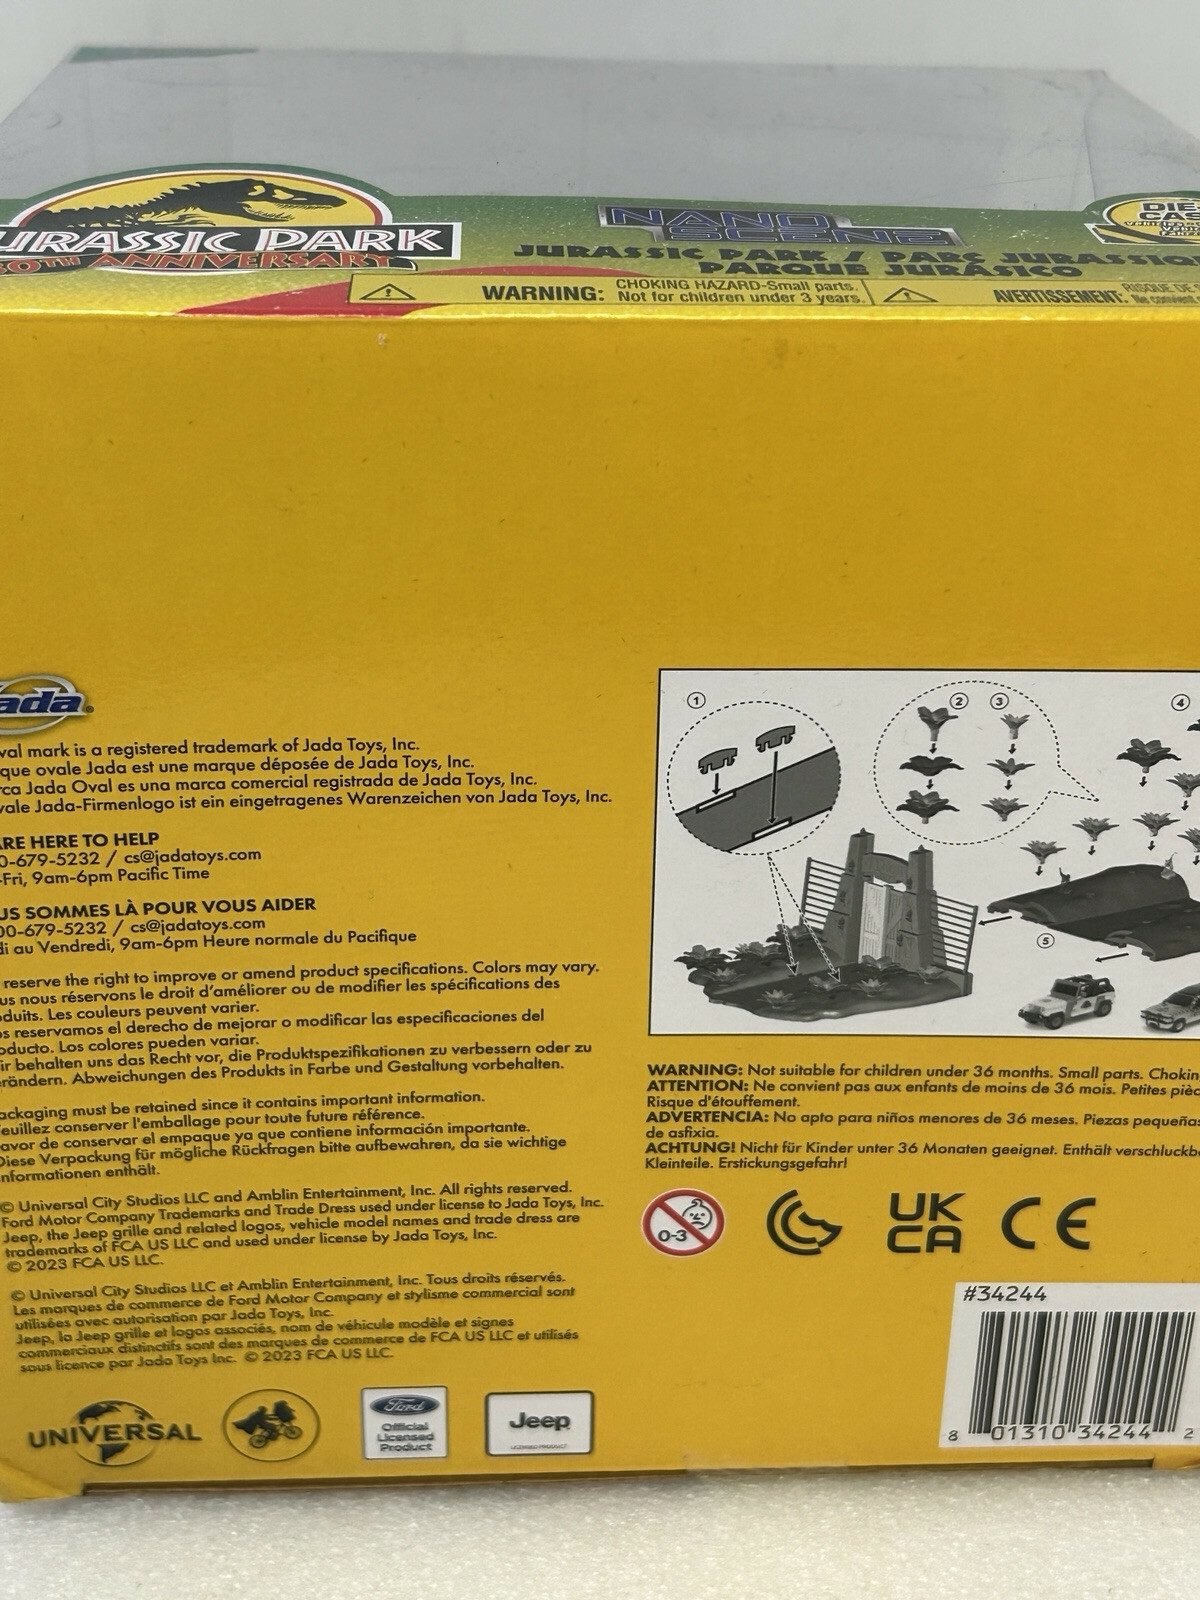 JURASSIC PARK
30TH ANNIVERSARY
NANO
SCENE
JURASSIC PARK / PARC JURASSIQU
PARQUE JURÁSICO
DIE
CAS
WARNING: CHOKING HAZARD-Small parts.
Not for children under 3 years.
AVERTISSEMENT: RISQUE DE
Ne convient
Jada®
val mark is a registered trademark of Jada Toys, Inc.
que ovale Jada est une marque déposée de Jada Toys, Inc.
rca Jada Oval es una marca comercial registrada de Jada Toys, Inc.
vale Jada-Firmenlogo ist ein eingetragenes Warenzeichen von Jada Toys, Inc.
ARE HERE TO HELP
0-679-5232 / cs@jadatoys.com
-Fri, 9am-6pm Pacific Time
US SOMMES LÀ POUR VOUS AIDER
00-679-5232 / cs@jadatoys.com
di au Vendredi, 9am-6pm Heure normale du Pacifique
reserve the right to improve or amend product specifications. Colors may vary.
us nous réservons le droit d'améliorer ou de modifier les spécifications des
duits. Les couleurs peuvent varier.
os reservamos el derecho de mejorar o modificar las especificaciones del
oducto. Los colores pueden variar.
ir behalten uns das Recht vor, die Produktspezifikationen zu verbessern oder zu
erändern. Abweichungen des Produkts in Farbe und Gestaltung vorbehalten.
ackaging must be retained since it contains important information.
euillez conserver l'emballage pour toute future référence.
avor de conservar el empaque ya que contiene información importante.
Diese Verpackung für mögliche Rückfragen bitte aufbewahren, da sie wichtige
nformationen enthält.
© Universal City Studios LLC and Amblin Entertainment, Inc. All rights reserved.
Ford Motor Company Trademarks and Trade Dress used under license to Jada Toys, Inc.
Jeep, the Jeep grille and related logos, vehicle model names and trade dress are
trademarks of FCA US LLC and used under license by Jada Toys, Inc.
© 2023 FCA US LLC.
© Universal City Studios LLC et Amblin Entertainment, Inc. Tous droits réservés.
Les marques de commerce de Ford Motor Company et stylisme commercial sont
utilisées avec autorisation par Jada Toys, Inc.
Jeep, la Jeep grille et logos associés, nom de véhicule modèle et signes
commerciaux distinctifs sont des marques de commerce de FCA US LLC et utilisés
sous licence par Jada Toys Inc. © 2023 FCA US LLC.
UNIVERSAL
Ford
Official
Licensed
Product
Jeep
LICENSED PRODUCT
1
2
3
4
5
WARNING: Not suitable for children under 36 months. Small parts. Chokin
ATTENTION: Ne convient pas aux enfants de moins de 36 mois. Petites pièc
Risque d'étouffement.
ADVERTENCIA: No apto para niños menores de 36 meses. Piezas pequeñas
de asfixia.
ACHTUNG! Nicht für Kinder unter 36 Monaten geeignet. Enthält verschluckb
Kleinteile. Erstickungsgefahr!
0-3
UK
CA
CE
#34244
8 01310 34244 2